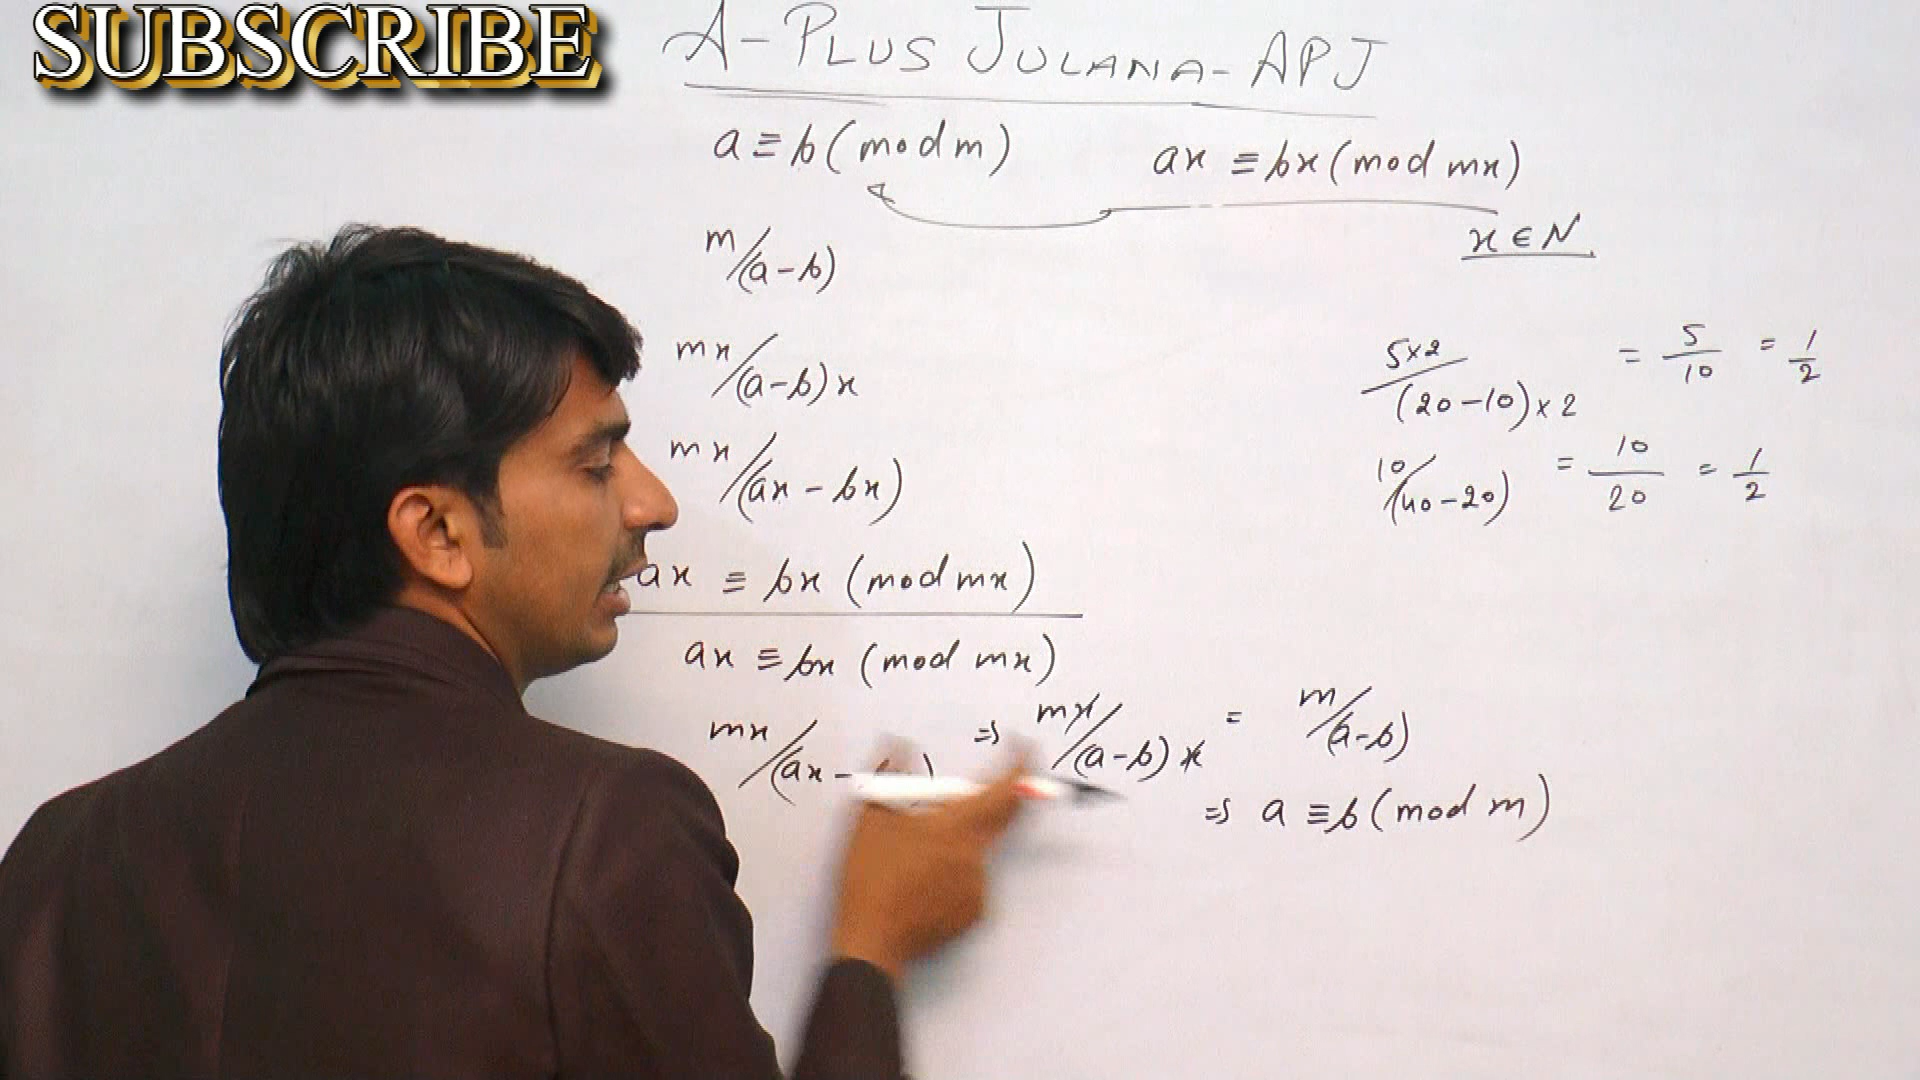 SUBSCRIBE
A-PLUS JULANA-APJ
a ≡ b (mod m)
ax ≡ bx (mod mx)
x ∈ N
m/(a-b)
mx/(a-b)x
mx/(ax - bx)
ax ≡ bx (mod mx)
ax ≡ bx (mod mx)
mx/(ax - ⇒ mx/(a-b)x = m/(a-b)
⇒ a ≡ b (mod m)
5×2/(20-10)×2 = 5/10 = 1/2
10/(40-20) = 10/20 = 1/2